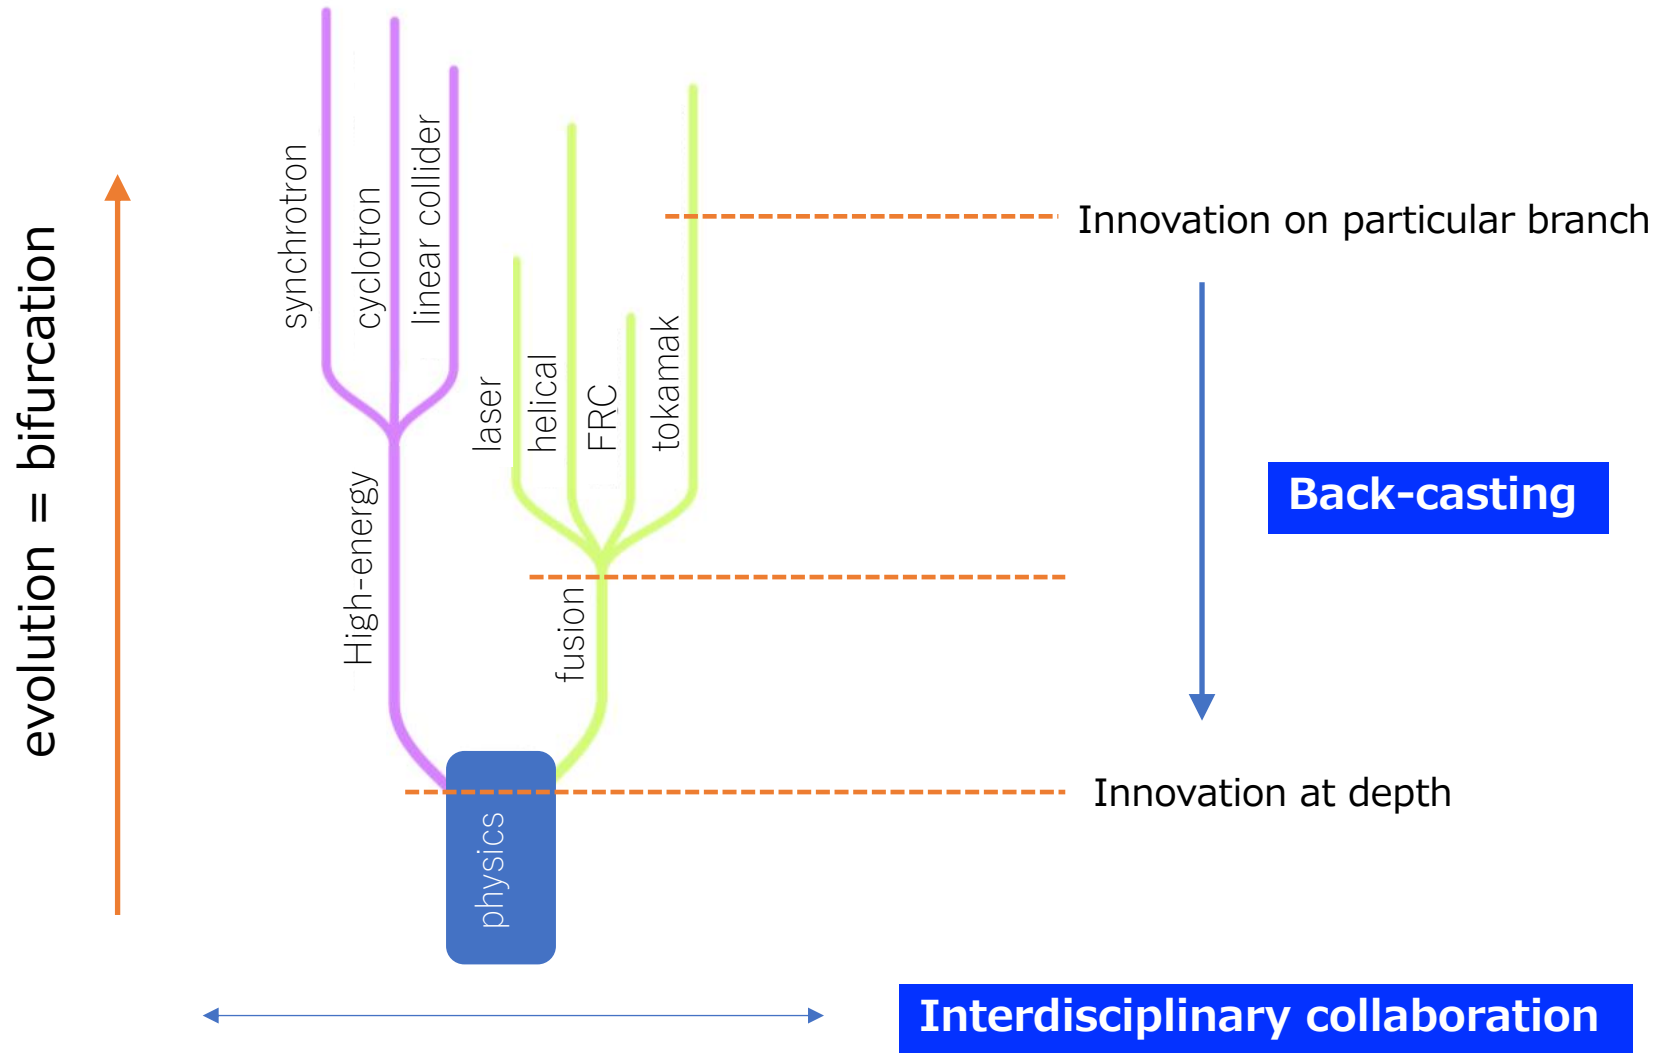 evolution = bifurcation
synchrotron
cyclotron
linear collider
High-energy
laser
helical
FRC
tokamak
fusion
physics
Innovation on particular branch
Back-casting
Innovation at depth
Interdisciplinary collaboration